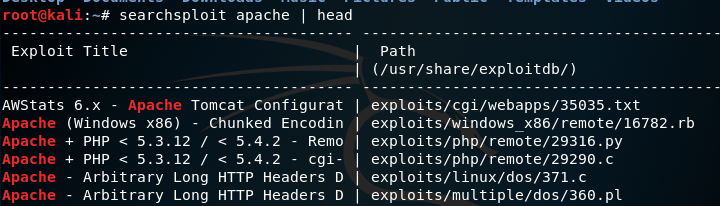 root@kali:~# searchsploit apache | head
--------------------------------------- ----------------------------------------
 Exploit Title | Path
 | (/usr/share/exploitdb/)
--------------------------------------- ----------------------------------------
AWStats 6.x - Apache Tomcat Configurat | exploits/cgi/webapps/35035.txt
Apache (Windows x86) - Chunked Encodin | exploits/windows_x86/remote/16782.rb
Apache + PHP < 5.3.12 / < 5.4.2 - Remo | exploits/php/remote/29316.py
Apache + PHP < 5.3.12 / < 5.4.2 - cgi- | exploits/php/remote/29290.c
Apache - Arbitrary Long HTTP Headers D | exploits/linux/dos/371.c
Apache - Arbitrary Long HTTP Headers D | exploits/multiple/dos/360.pl